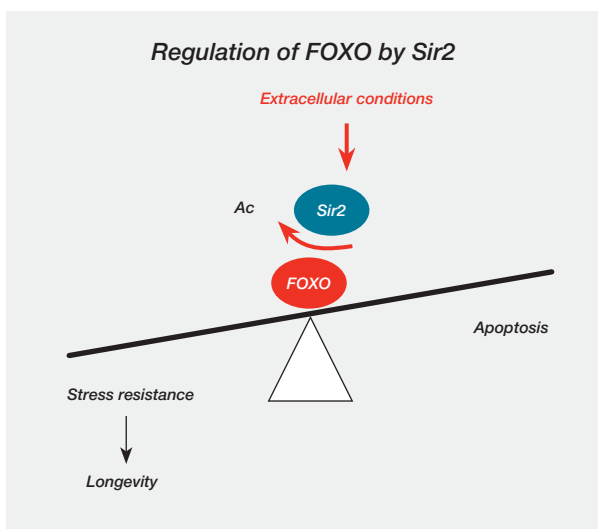 Regulation of FOXO by Sir2
Extracellular conditions
Ac
Sir2
FOXO
Apoptosis
Stress resistance
Longevity